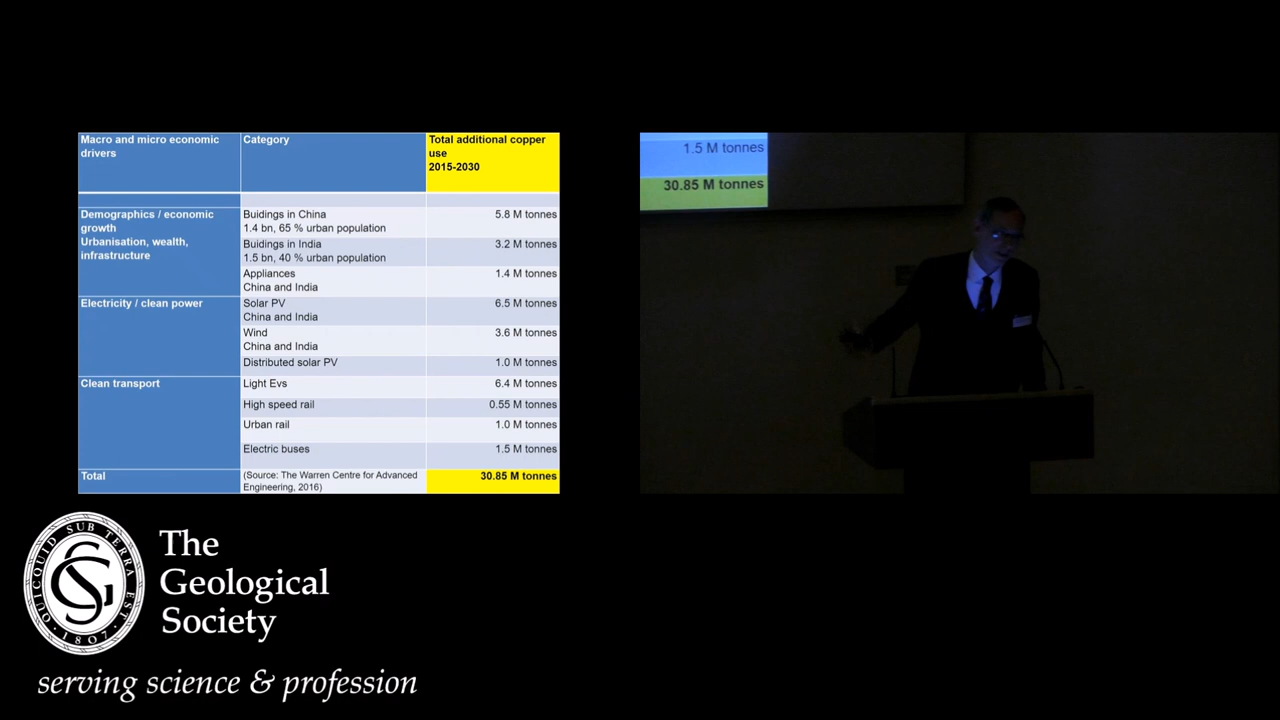 Macro and micro economic
drivers
Category
Total additional copper
use
2015-2030
Demographics / economic
growth
Urbanisation, wealth,
infrastructure
Buidings in China
1.4 bn, 65 % urban population
5.8 M tonnes
Buidings in India
1.5 bn, 40 % urban population
3.2 M tonnes
Appliances
China and India
1.4 M tonnes
Electricity / clean power
Solar PV
China and India
6.5 M tonnes
Wind
China and India
3.6 M tonnes
Distributed solar PV
1.0 M tonnes
Clean transport
Light Evs
6.4 M tonnes
High speed rail
0.55 M tonnes
Urban rail
1.0 M tonnes
Electric buses
1.5 M tonnes
Total
(Source: The Warren Centre for Advanced
Engineering, 2016)
30.85 M tonnes
1.5 M tonnes
30.85 M tonnes
QUICQUID SUB TERRA EST
1807
The
Geological
Society
serving science & profession